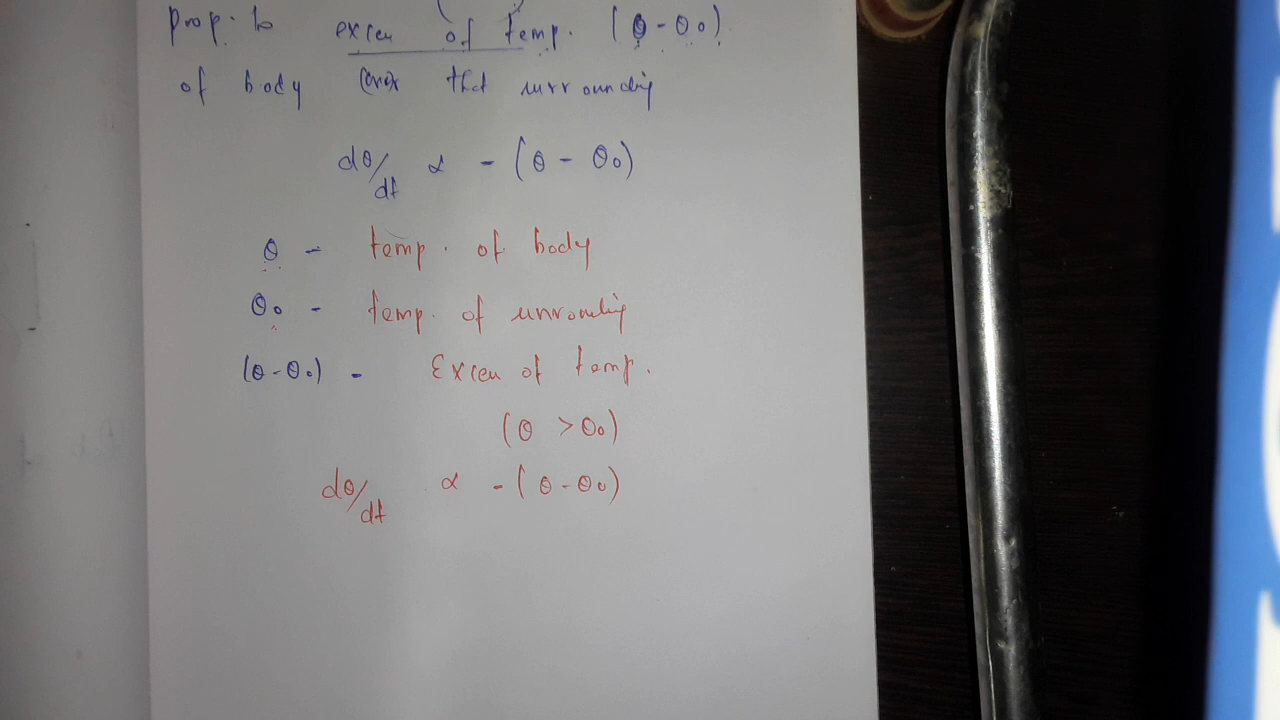 prop. to excess of temp. (θ - θ₀)
of body over that surrounding
dθ/dt α - (θ - θ₀)
θ - temp. of body
θ₀ - temp. of surrounding
(θ - θ₀) - Excess of temp.
(θ > θ₀)
dθ/dt α - (θ - θ₀)